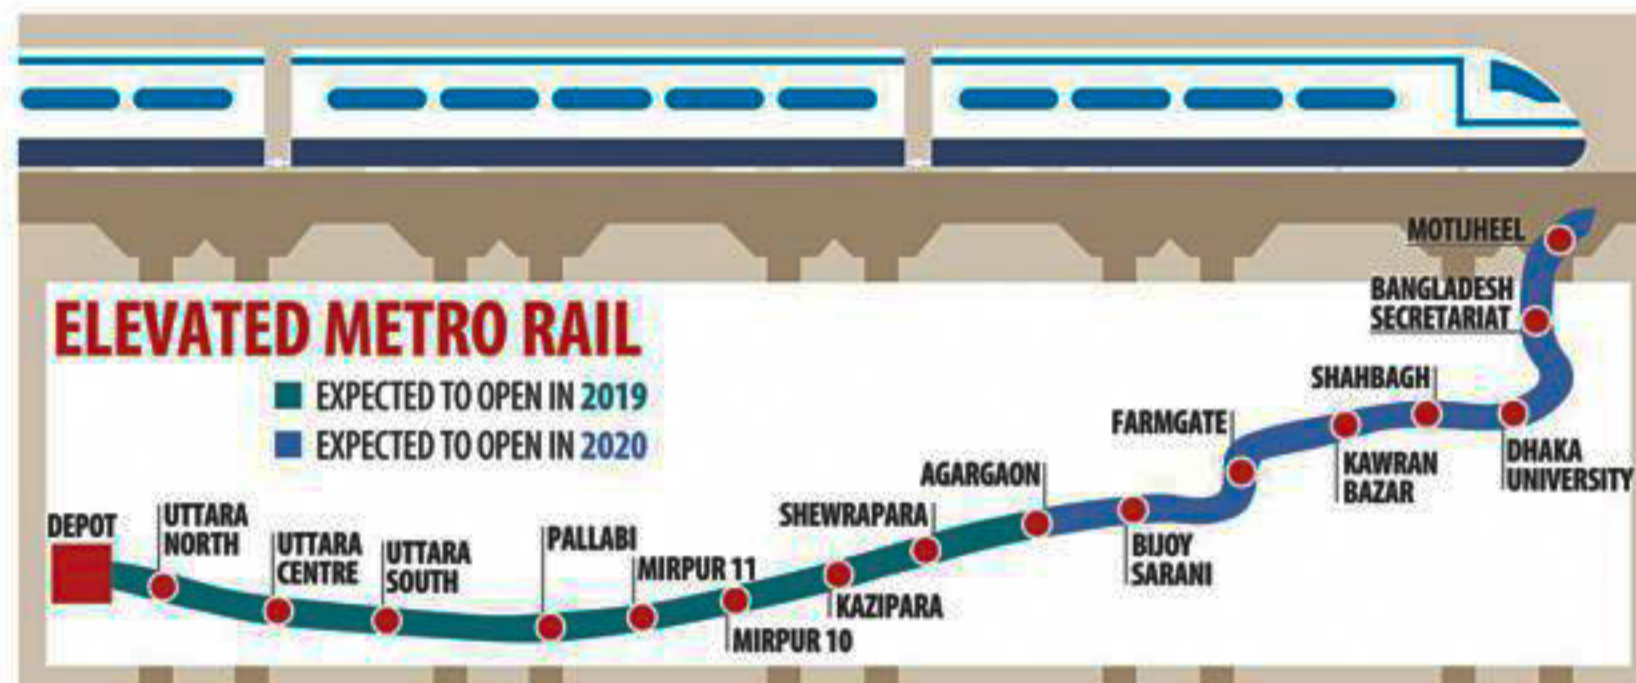 MOTIJHEEL
BANGLADESH
SECRETARIAT
ELEVATED METRO RAIL
EXPECTED TO OPEN IN 2019
EXPECTED TO OPEN IN 2020
SHAHBAGH
FARMGATE
DHAKA
UNIVERSITY
KAWRAN
BAZAR
AGARGAON
SHEWRAPARA
BIJOY
SARANI
DEPOT
UTTARA
NORTH
UTTARA
CENTRE
UTTARA
SOUTH
PALLABI
MIRPUR 11
KAZIPARA
MIRPUR 10